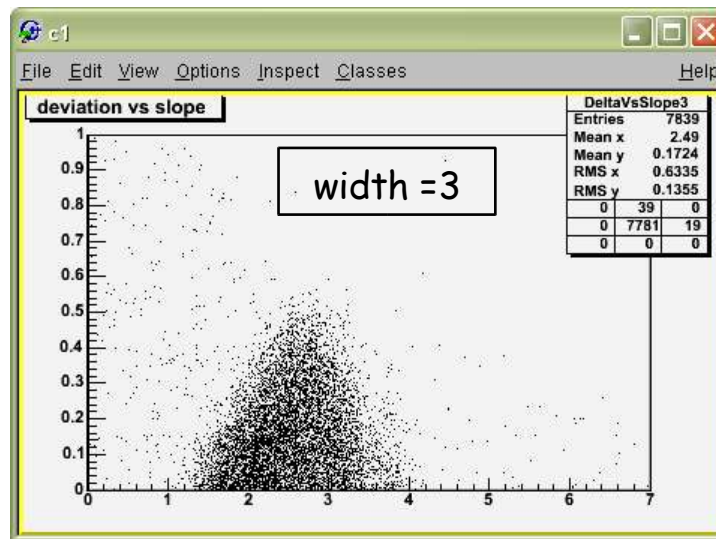 c1
File Edit View Options Inspect Classes Help
deviation vs slope
DeltaVsSlope3
Entries 7839
Mean x 2.49
Mean y 0.1724
RMS x 0.6335
RMS y 0.1355
0 39 0
0 7781 19
0 0 0
width =3
1
0.9
0.8
0.7
0.6
0.5
0.4
0.3
0.2
0.1
0
0 1 2 3 4 5 6 7